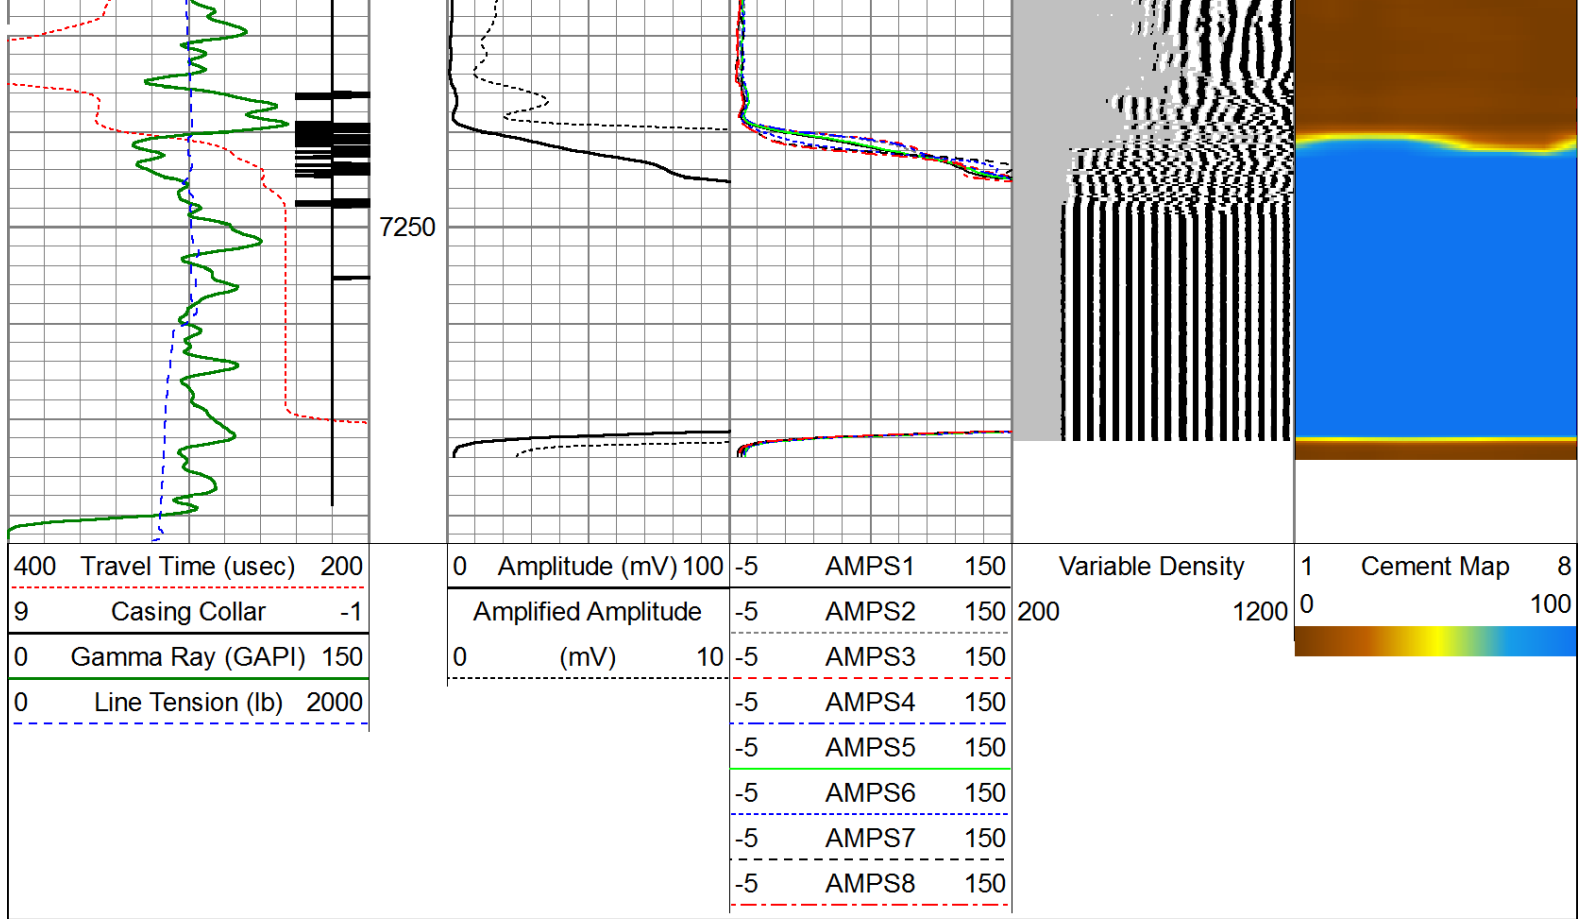 7250
400 Travel Time (usec) 200
9 Casing Collar -1
0 Gamma Ray (GAPI) 150
0 Line Tension (lb) 2000
0 Amplitude (mV) 100
Amplified Amplitude
0 (mV) 10
-5 AMPS1 150
-5 AMPS2 150
-5 AMPS3 150
-5 AMPS4 150
-5 AMPS5 150
-5 AMPS6 150
-5 AMPS7 150
-5 AMPS8 150
Variable Density
200 1200
1 Cement Map 8
0 100